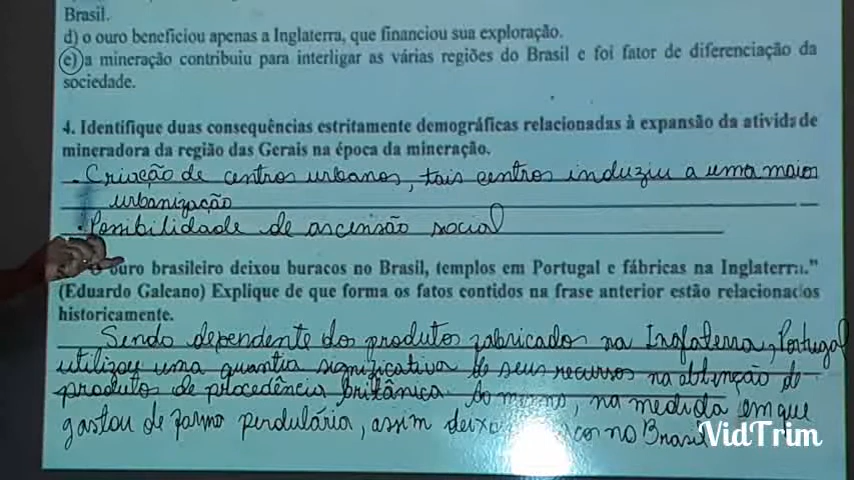 Brasil.
d) o ouro beneficiou apenas a Inglaterra, que financiou sua exploração.
e) a mineração contribuiu para interligar as várias regiões do Brasil e foi fator de diferenciação da
sociedade.
4. Identifique duas consequências estritamente demográficas relacionadas à expansão da atividade
mineradora da região das Gerais na época da mineração.
. Criação de centros urbanos, tais centros induziu a uma maior
urbanização
. Possibilidade de ascensão social
ouro brasileiro deixou buracos no Brasil, templos em Portugal e fábricas na Inglaterra."
(Eduardo Galeano) Explique de que forma os fatos contidos na frase anterior estão relacionados
historicamente.
Sendo dependente dos produtos fabricados na Inglaterra, Portugal
utilizou uma quantia significativa de seus recursos na obtenção de
produtos de procedência britânica. na medida em que
gastou de forma perdulária, assim no Brasil
VidTrim